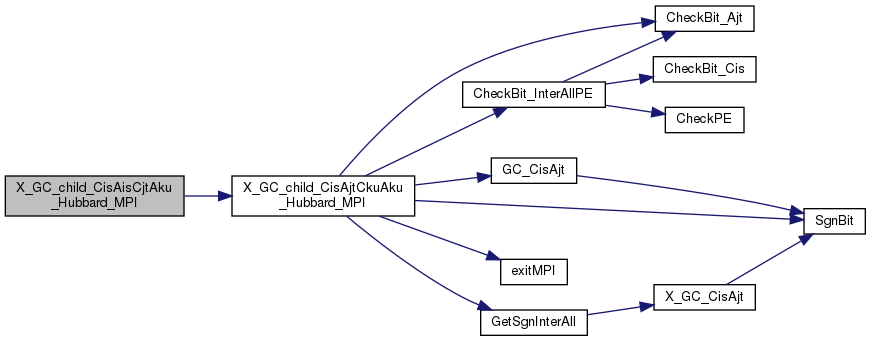 X_GC_child_CisAisCjtAku
_Hubbard_MPI
X_GC_child_CisAjtCkuAku
_Hubbard_MPI
CheckBit_Ajt
CheckBit_InterAllPE
CheckBit_Cis
CheckPE
GC_CisAjt
SgnBit
exitMPI
GetSgnInterAll
X_GC_CisAjt